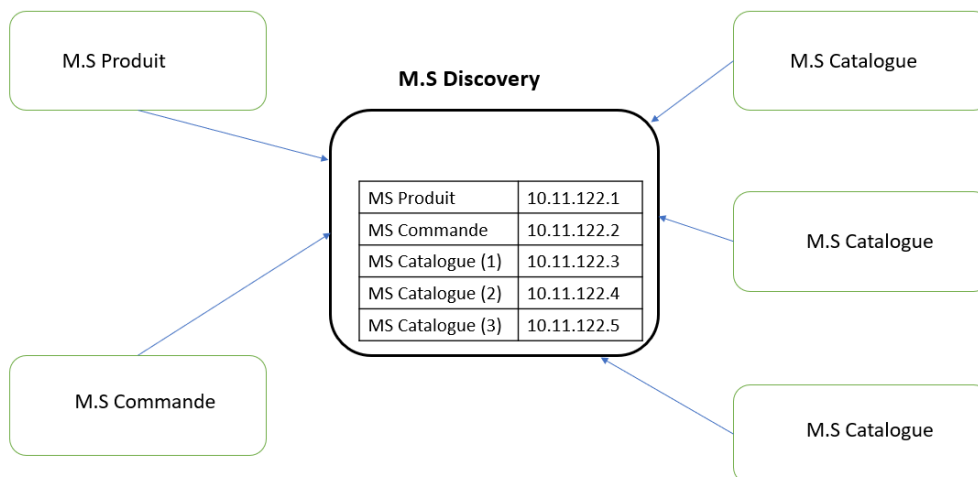 M.S Produit
M.S Discovery
M.S Catalogue
MS Produit 10.11.122.1
MS Commande 10.11.122.2
MS Catalogue (1) 10.11.122.3
MS Catalogue (2) 10.11.122.4
MS Catalogue (3) 10.11.122.5
M.S Catalogue
M.S Commande
M.S Catalogue